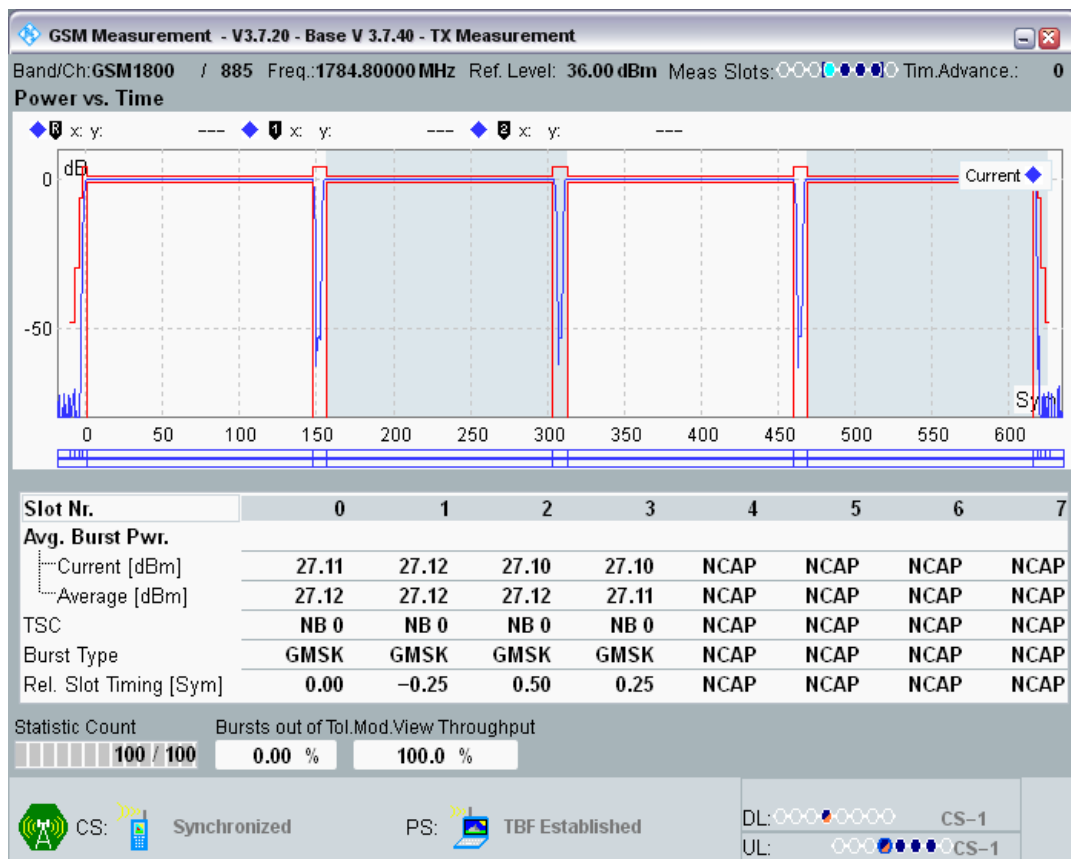 GSM Measurement - V3.7.20 - Base V 3.7.40 - TX Measurement
Band/Ch:GSM1800 / 885 Freq.:1784.80000 MHz Ref. Level: 36.00 dBm Meas Slots: Tim.Advance.: 0
Power vs. Time
R x: y: --- 1 x: y: --- 2 x: y: ---
dB
0
Current
-50
Sym
0 50 100 150 200 250 300 350 400 450 500 550 600
Slot Nr. 0 1 2 3 4 5 6 7
Avg. Burst Pwr.
Current [dBm] 27.11 27.12 27.10 27.10 NCAP NCAP NCAP NCAP
Average [dBm] 27.12 27.12 27.12 27.11 NCAP NCAP NCAP NCAP
TSC NB 0 NB 0 NB 0 NB 0 NCAP NCAP NCAP NCAP
Burst Type GMSK GMSK GMSK GMSK NCAP NCAP NCAP NCAP
Rel. Slot Timing [Sym] 0.00 −0.25 0.50 0.25 NCAP NCAP NCAP NCAP
Statistic Count Bursts out of Tol.Mod.View Throughput
100 / 100 0.00 % 100.0 %
DL: CS−1
CS: Synchronized PS: TBF Established
UL: CS−1